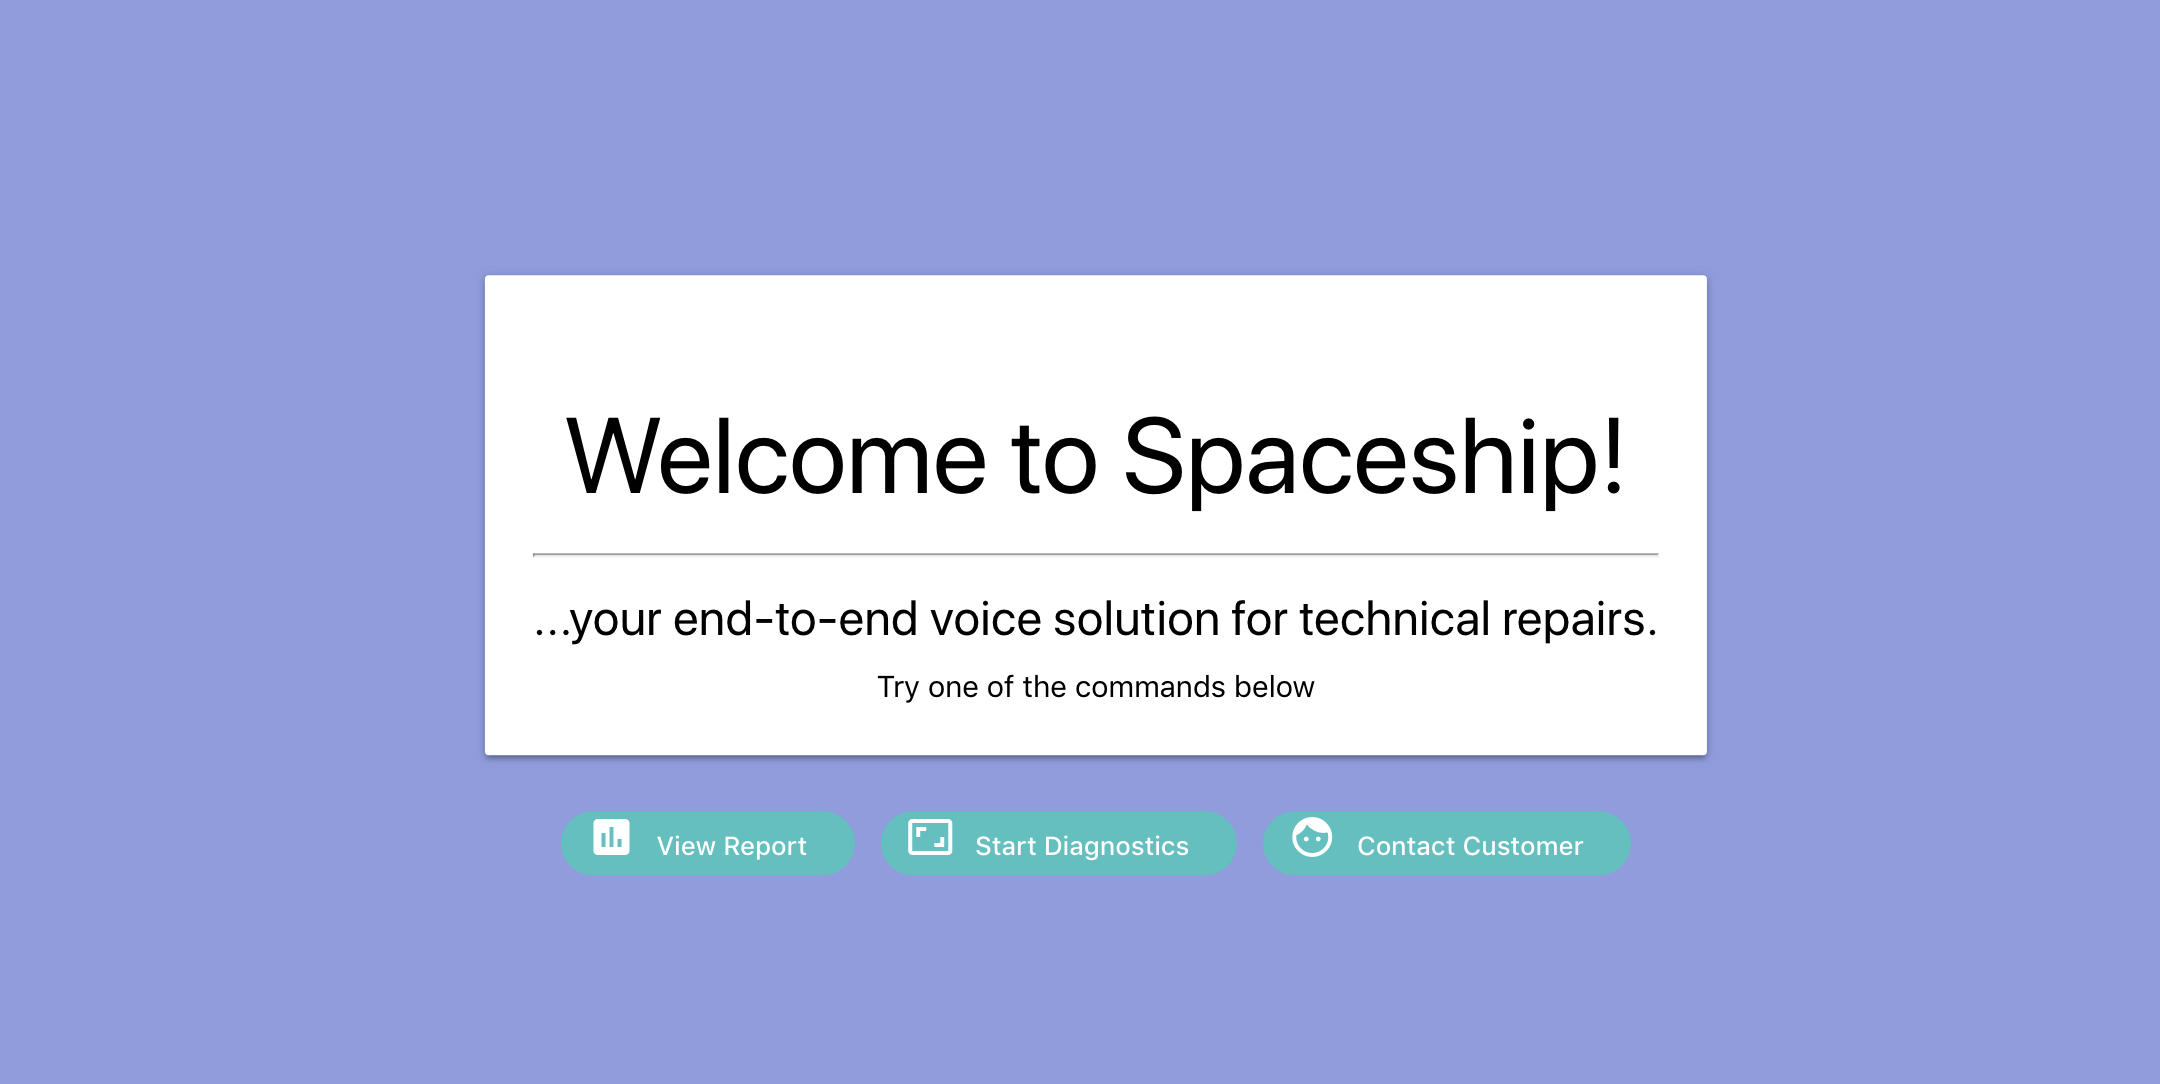 Welcome to Spaceship!
...your end-to-end voice solution for technical repairs.
Try one of the commands below
View Report
Start Diagnostics
Contact Customer